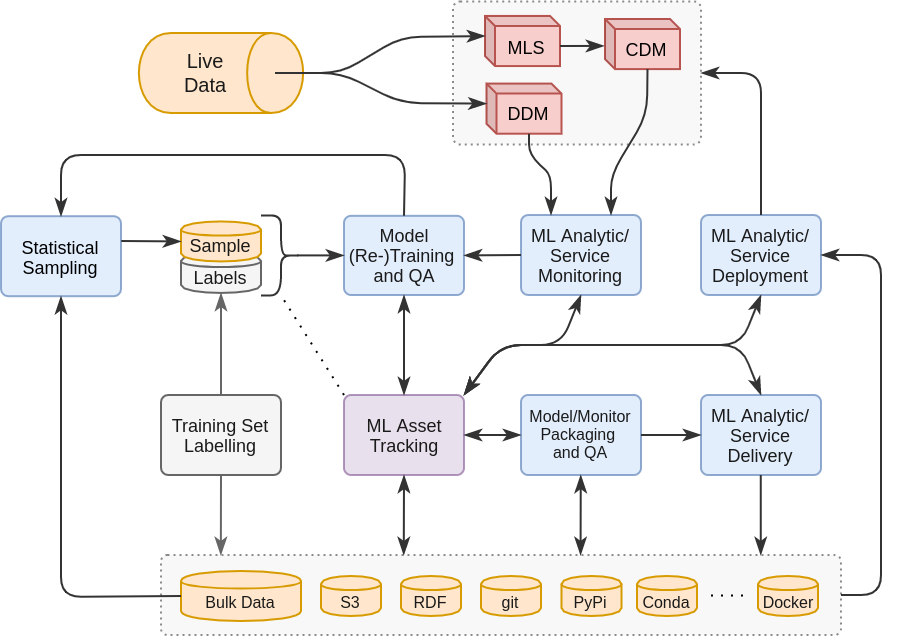 Live
Data
MLS
CDM
DDM
Statistical
Sampling
Sample
Labels
Model
(Re-)Training
and QA
ML Analytic/
Service
Monitoring
ML Analytic/
Service
Deployment
Training Set
Labelling
ML Asset
Tracking
Model/Monitor
Packaging
and QA
ML Analytic/
Service
Delivery
Bulk Data
S3
RDF
git
PyPi
Conda
Docker